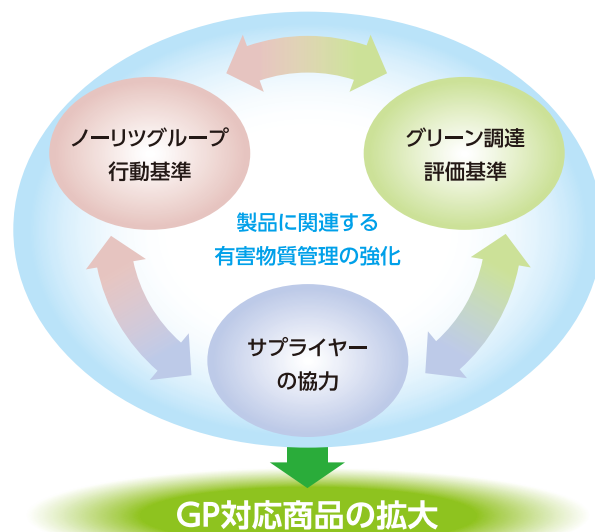 ノーリツグループ
行動基準
グリーン調達
評価基準
製品に関連する
有害物質管理の強化
サプライヤー
の協力
GP対応商品の拡大